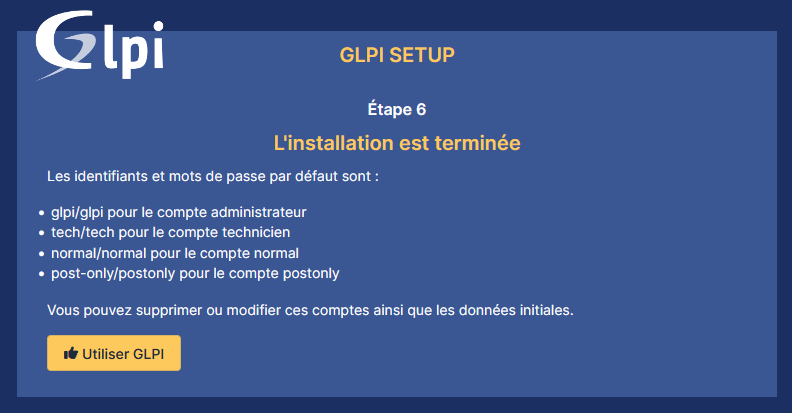 Glpi
GLPI SETUP
Étape 6
L'installation est terminée
Les identifiants et mots de passe par défaut sont :
• glpi/glpi pour le compte administrateur
• tech/tech pour le compte technicien
• normal/normal pour le compte normal
• post-only/postonly pour le compte postonly
Vous pouvez supprimer ou modifier ces comptes ainsi que les données initiales.
Utiliser GLPI